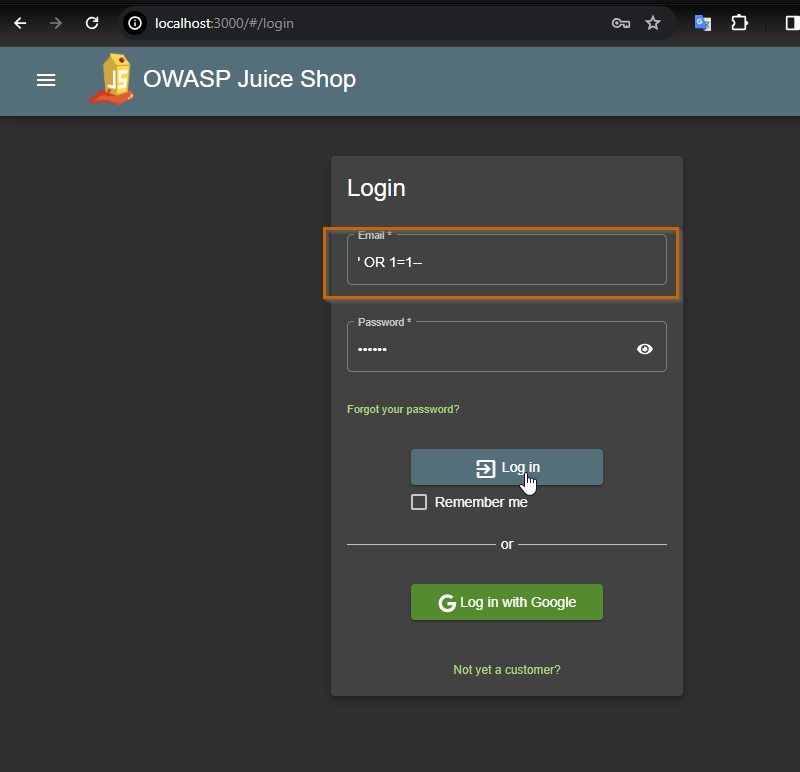 localhost:3000/#/login
JS
OWASP Juice Shop
Login
Email *
' OR 1=1--
Password *
••••••
Forgot your password?
Log in
Remember me
or
G Log in with Google
Not yet a customer?